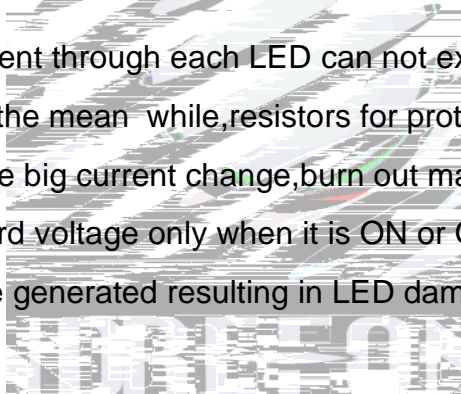 ent through each LED can not ex
the mean while,resistors for prot
e big current change,burn out ma
rd voltage only when it is ON or
e generated resulting in LED dam